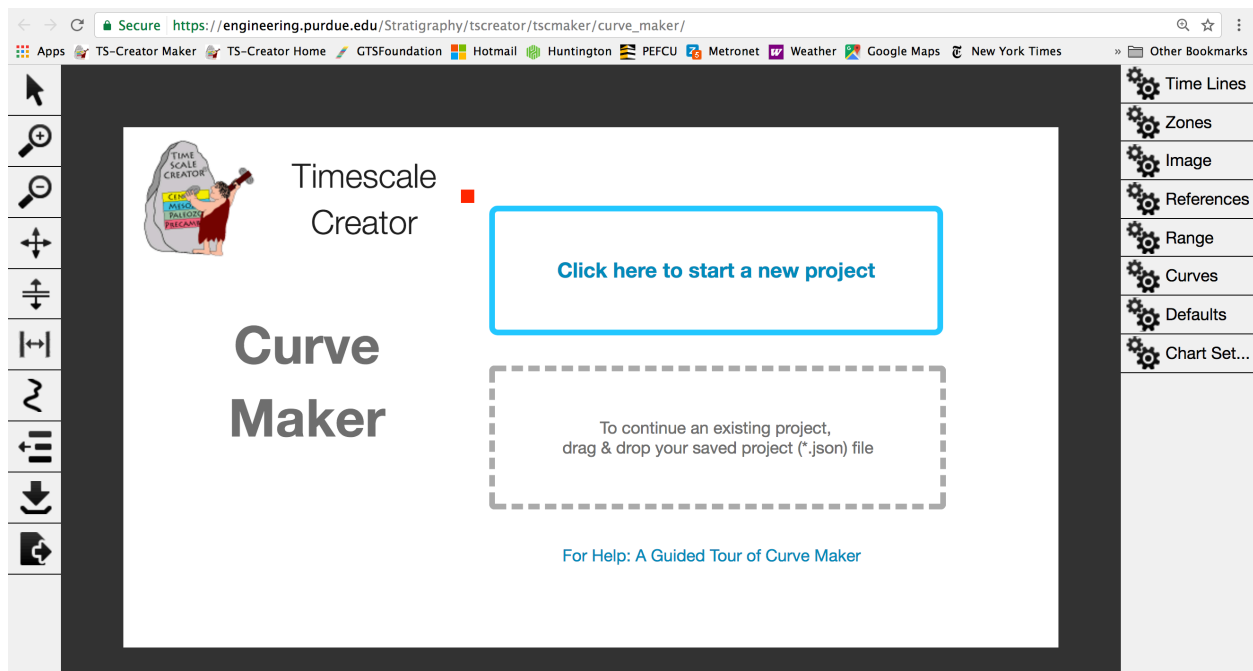 Secure https://engineering.purdue.edu/Stratigraphy/tscreator/tscmaker/curve_maker/
Apps TS-Creator Maker TS-Creator Home GTSFoundation Hotmail Huntington PEFCU Metronet Weather Google Maps New York Times » Other Bookmarks
Time Lines
Zones
Image
References
Range
Curves
Defaults
Chart Set...
TIME
SCALE
CREATOR
Timescale
Creator
Curve
Maker
Click here to start a new project
To continue an existing project,
drag & drop your saved project (*.json) file
For Help: A Guided Tour of Curve Maker